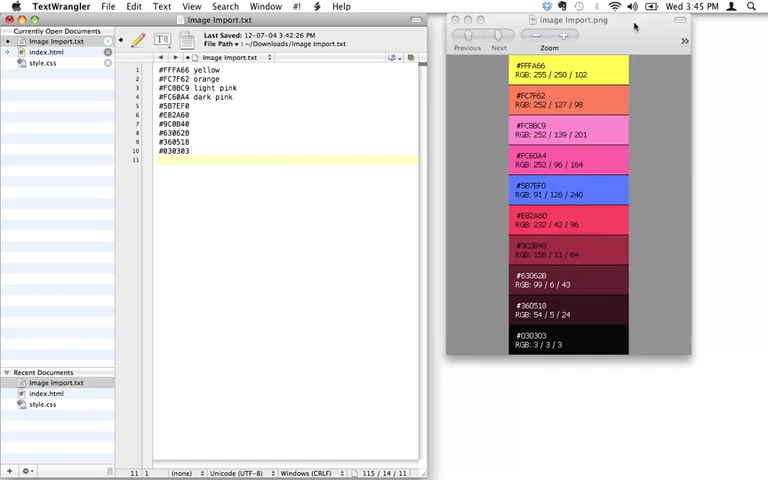 TextWrangler File Edit Text View Search Window #! Help Wed 3:45 PM
Image Import.txt
Currently Open Documents
Image Import.txt
index.html
style.css
Last Saved: 12-07-04 3:42:26 PM
File Path : ~/Downloads/Image Import.txt
Image Import.txt
1 #FFFA66 yellow
2 #FC7F62 orange
3 #FC8BC9 light pink
4 #FC60A4 dark pink
5 #5B7EF0
6 #E82A60
7 #9C0B40
8 #63062B
9 #360518
10 #030303
11
Recent Documents
Image Import.txt
index.html
style.css
11 1 (none) Unicode (UTF-8) Windows (CRLF) 115 / 14 / 11
Image Import.png
Previous Next Zoom
#FFFA66
RGB: 255 / 250 / 102
#FC7F62
RGB: 252 / 127 / 98
#FC8BC9
RGB: 252 / 139 / 201
#FC60A4
RGB: 252 / 96 / 164
#5B7EF0
RGB: 91 / 126 / 240
#E82A60
RGB: 232 / 42 / 96
#9C0B40
RGB: 156 / 11 / 64
#63062B
RGB: 99 / 6 / 43
#360518
RGB: 54 / 5 / 24
#030303
RGB: 3 / 3 / 3